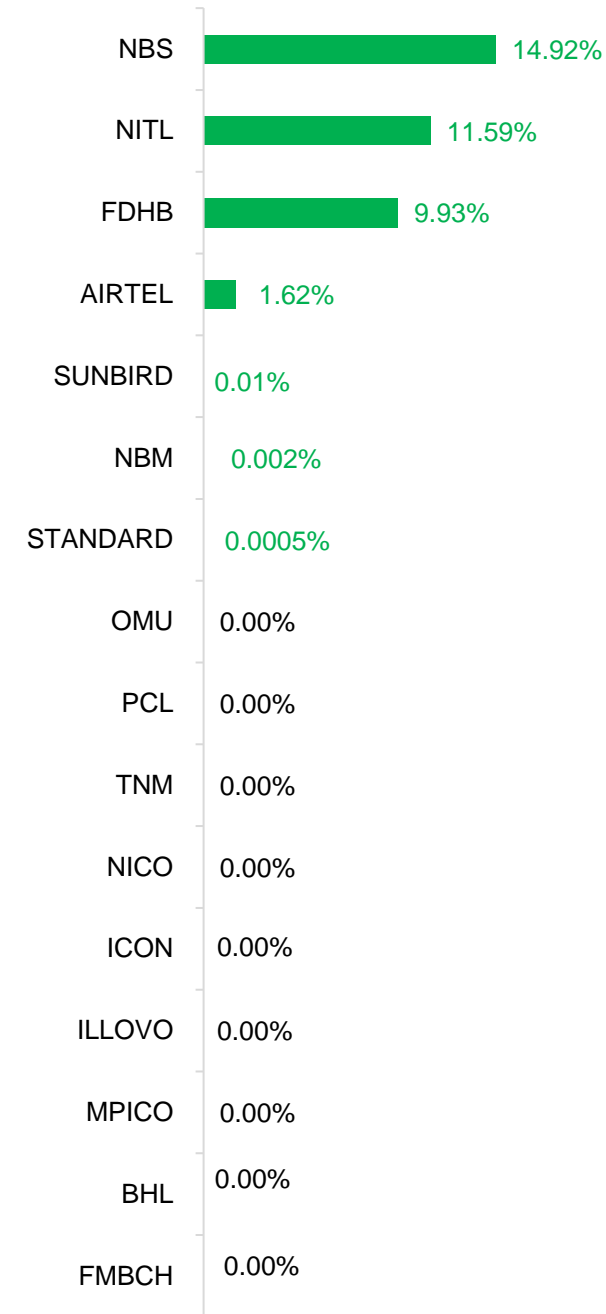 NBS 14.92%
NITL 11.59%
FDHB 9.93%
AIRTEL 1.62%
SUNBIRD 0.01%
NBM 0.002%
STANDARD 0.0005%
OMU 0.00%
PCL 0.00%
TNM 0.00%
NICO 0.00%
ICON 0.00%
ILLOVO 0.00%
MPICO 0.00%
BHL 0.00%
FMBCH 0.00%